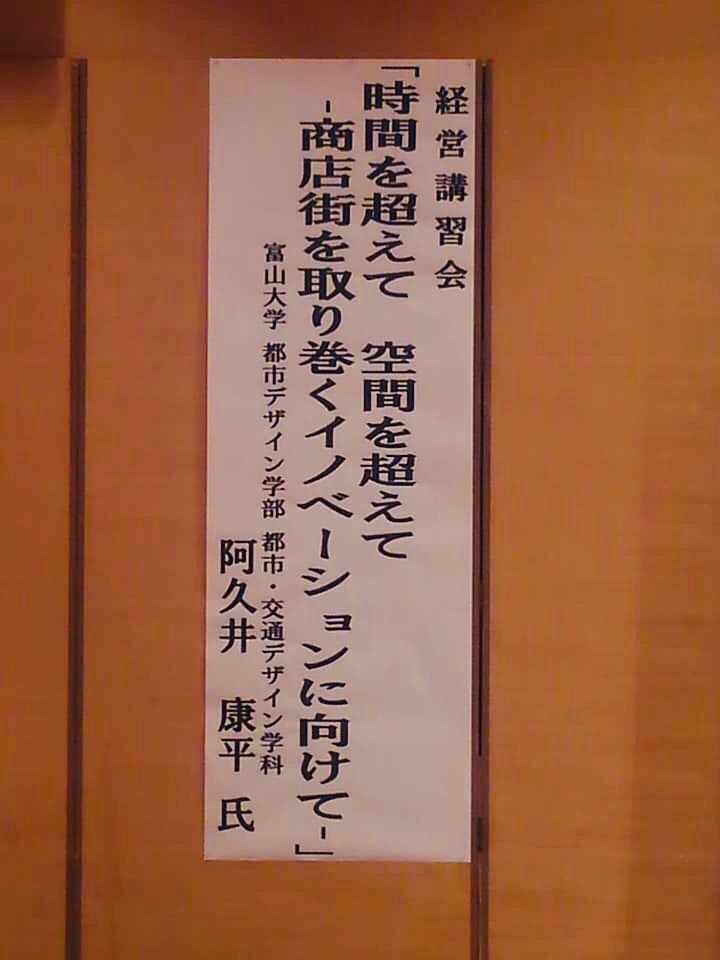 経営講習会
「時間を超えて　空間を超えて
-商店街を取り巻くイノベーションに向けて-」
富山大学 都市デザイン学部 都市・交通デザイン学科
阿久井　康平 氏